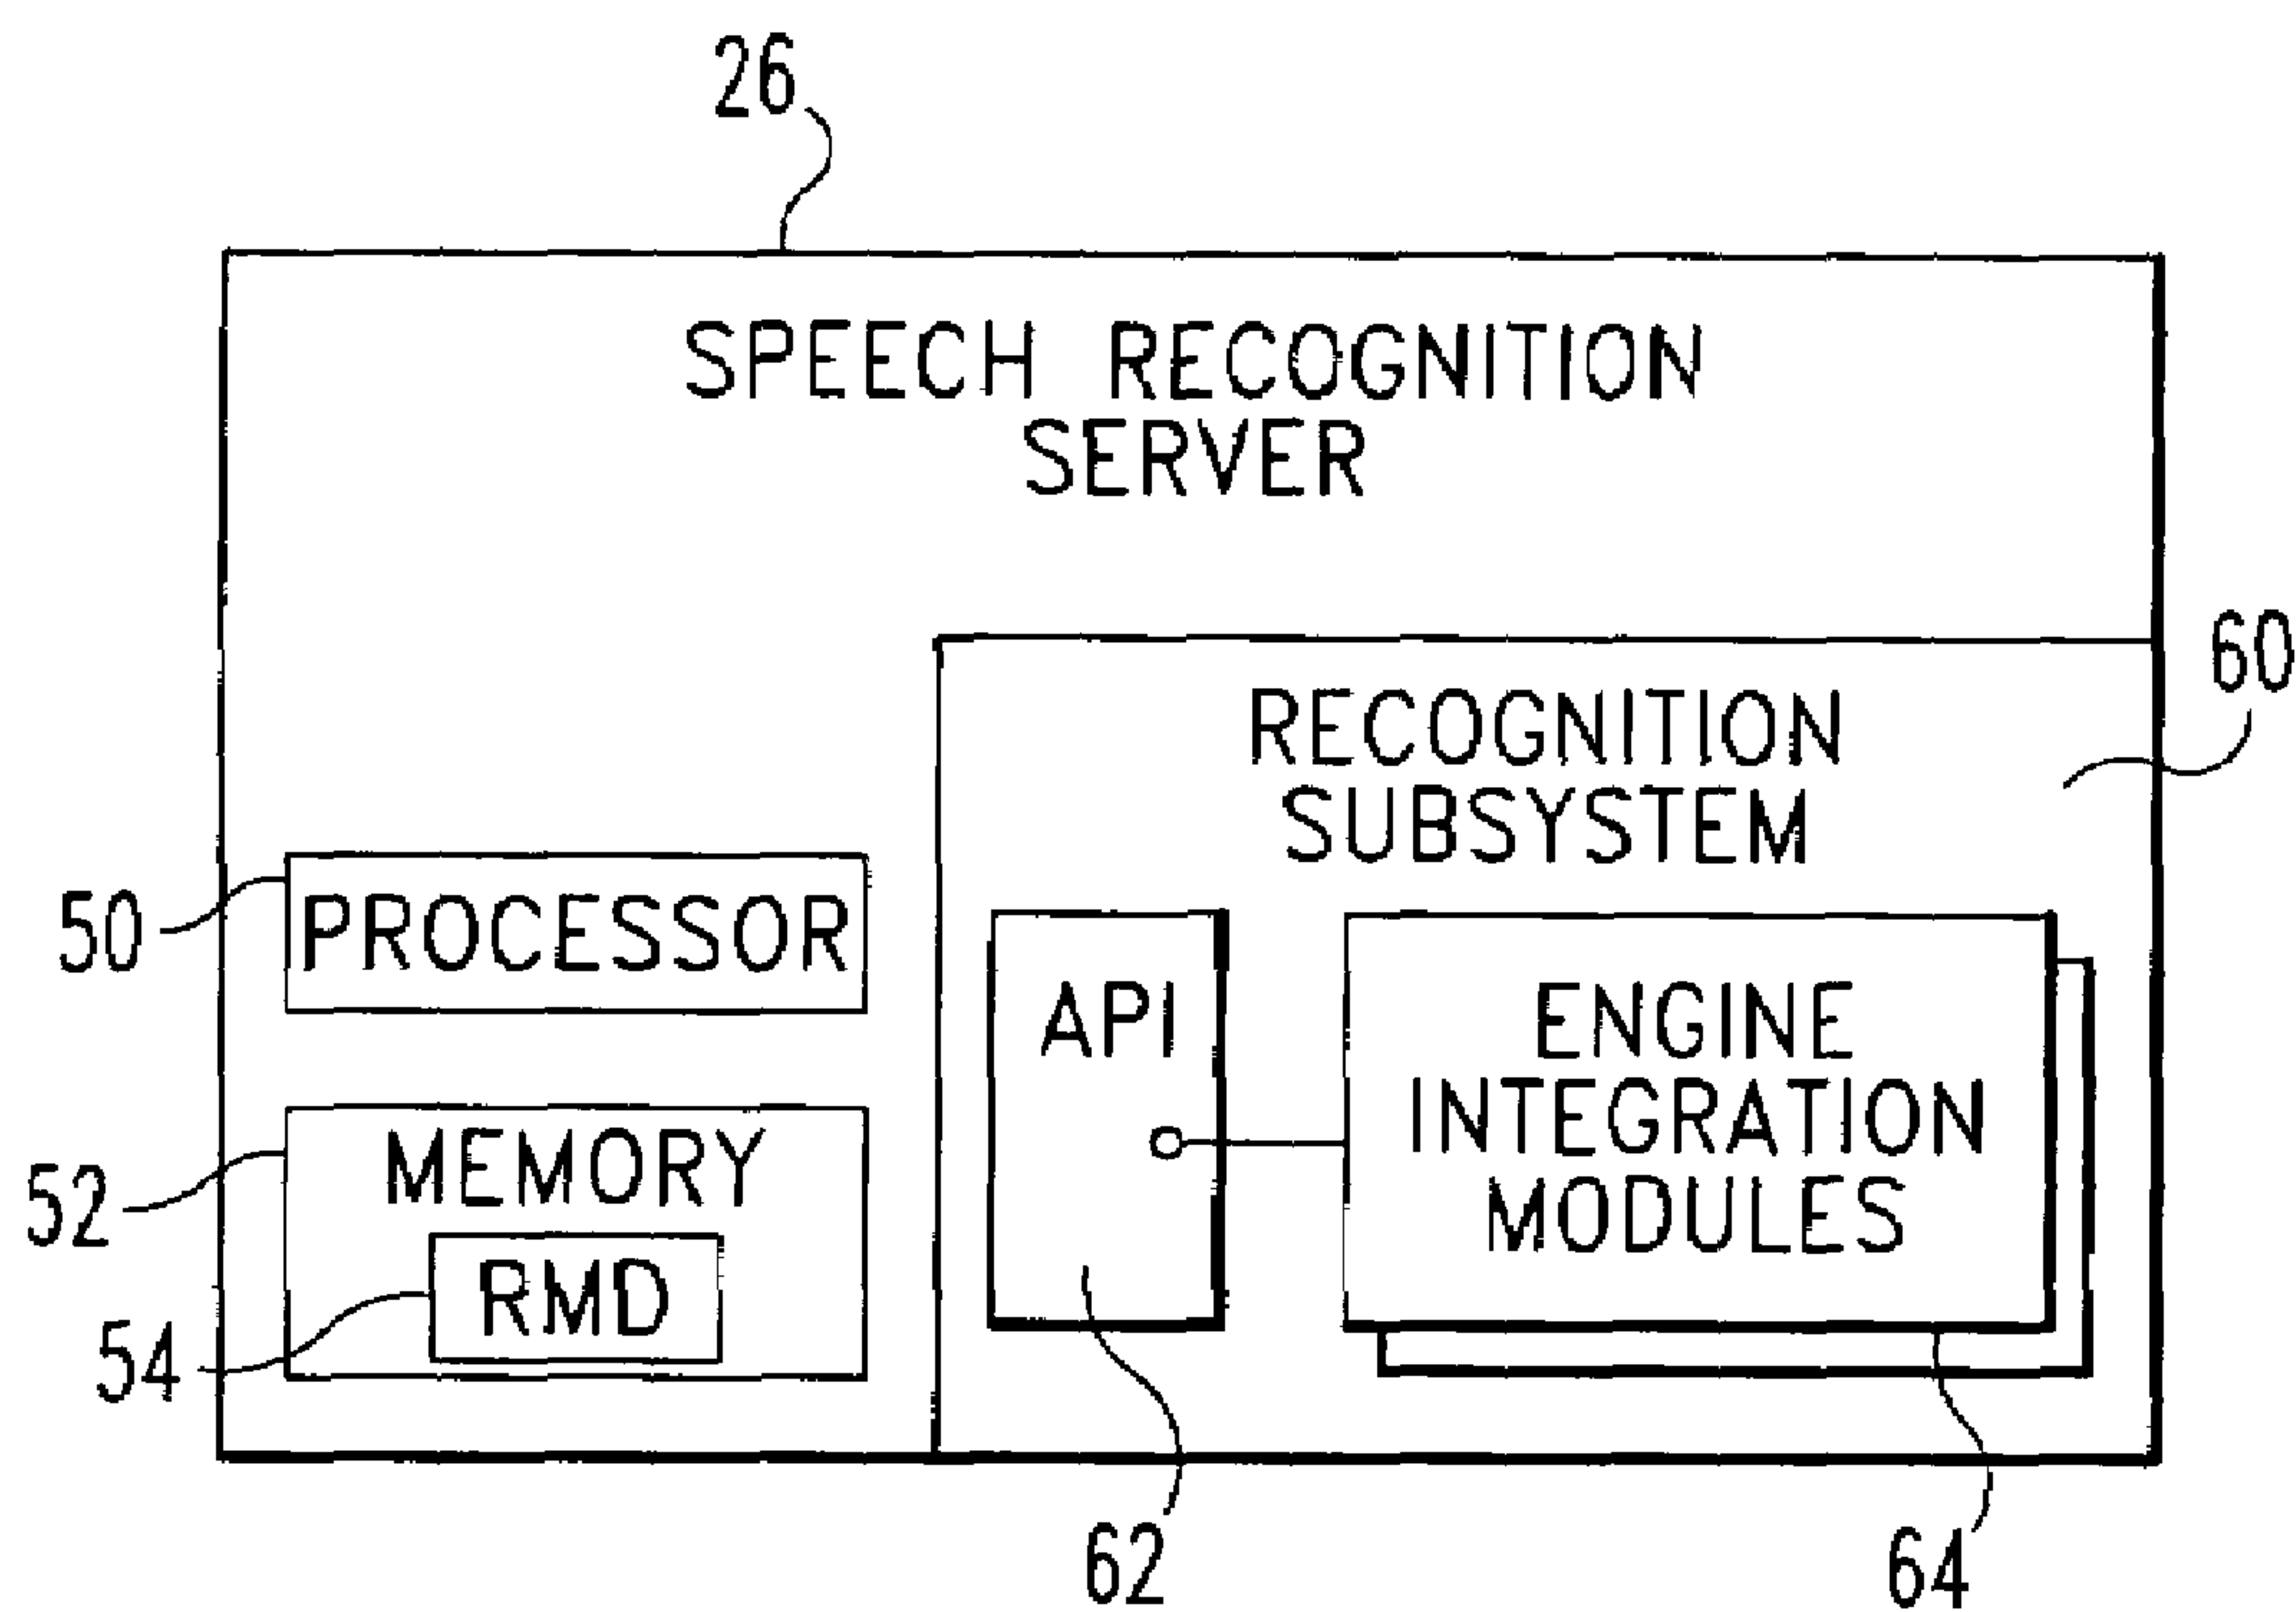 26
SPEECH RECOGNITION
SERVER
60
RECOGNITION
SUBSYSTEM
50
PROCESSOR
API
ENGINE
INTEGRATION
MODULES
52
MEMORY
RMD
54
62
64